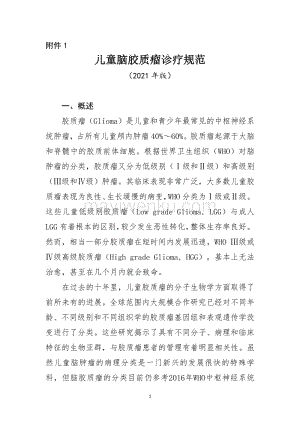 附件 1
儿童脑胶质瘤诊疗规范
（2021 年版）
一、概述
胶质瘤（Glioma）是儿童和青少年最常见的中枢神经系
统肿瘤，占所有儿童颅内肿瘤 40%～60%。胶质瘤起源于大脑
和脊髓中的胶质前体细胞。根据世界卫生组织（WHO）对脑
肿瘤的分类，胶质瘤又分为低级别（Ⅰ级和Ⅱ级）和高级别
（Ⅲ级和Ⅳ级）肿瘤。其临床表现非常广泛，大多数儿童胶
质瘤表现为良性、生长缓慢的病变，WHO 分类为Ⅰ级或Ⅱ级。
这些儿童低级别胶质瘤（Low grade Glioma，LGG）与成人
LGG 有着根本的区别，较少发生恶性转化，整体生存率良好。
然而，相当一部分胶质瘤在短时间内发展迅速，WHO Ⅲ级或
Ⅳ级高级别胶质瘤（High grade Glioma，HGG），基本上无法
治愈，甚至在几个月内就会致命。
在过去的十年里，儿童胶质瘤的分子生物学方面取得了
前所未有的进展。全球范围内大规模合作研究已经对不同年
龄、不同级别和不同组织学的胶质瘤基因组和表观遗传学改
变进行了分类，这些研究揭示了具有不同分子、病理和临床
特征的生物亚群，与胶质瘤患者的管理有着明显相关性。虽
然儿童脑肿瘤的病理分类是一门新兴的发展很快的特殊学
科，但脑胶质瘤的分类目前仍参考2016年WHO中枢神经系统
1